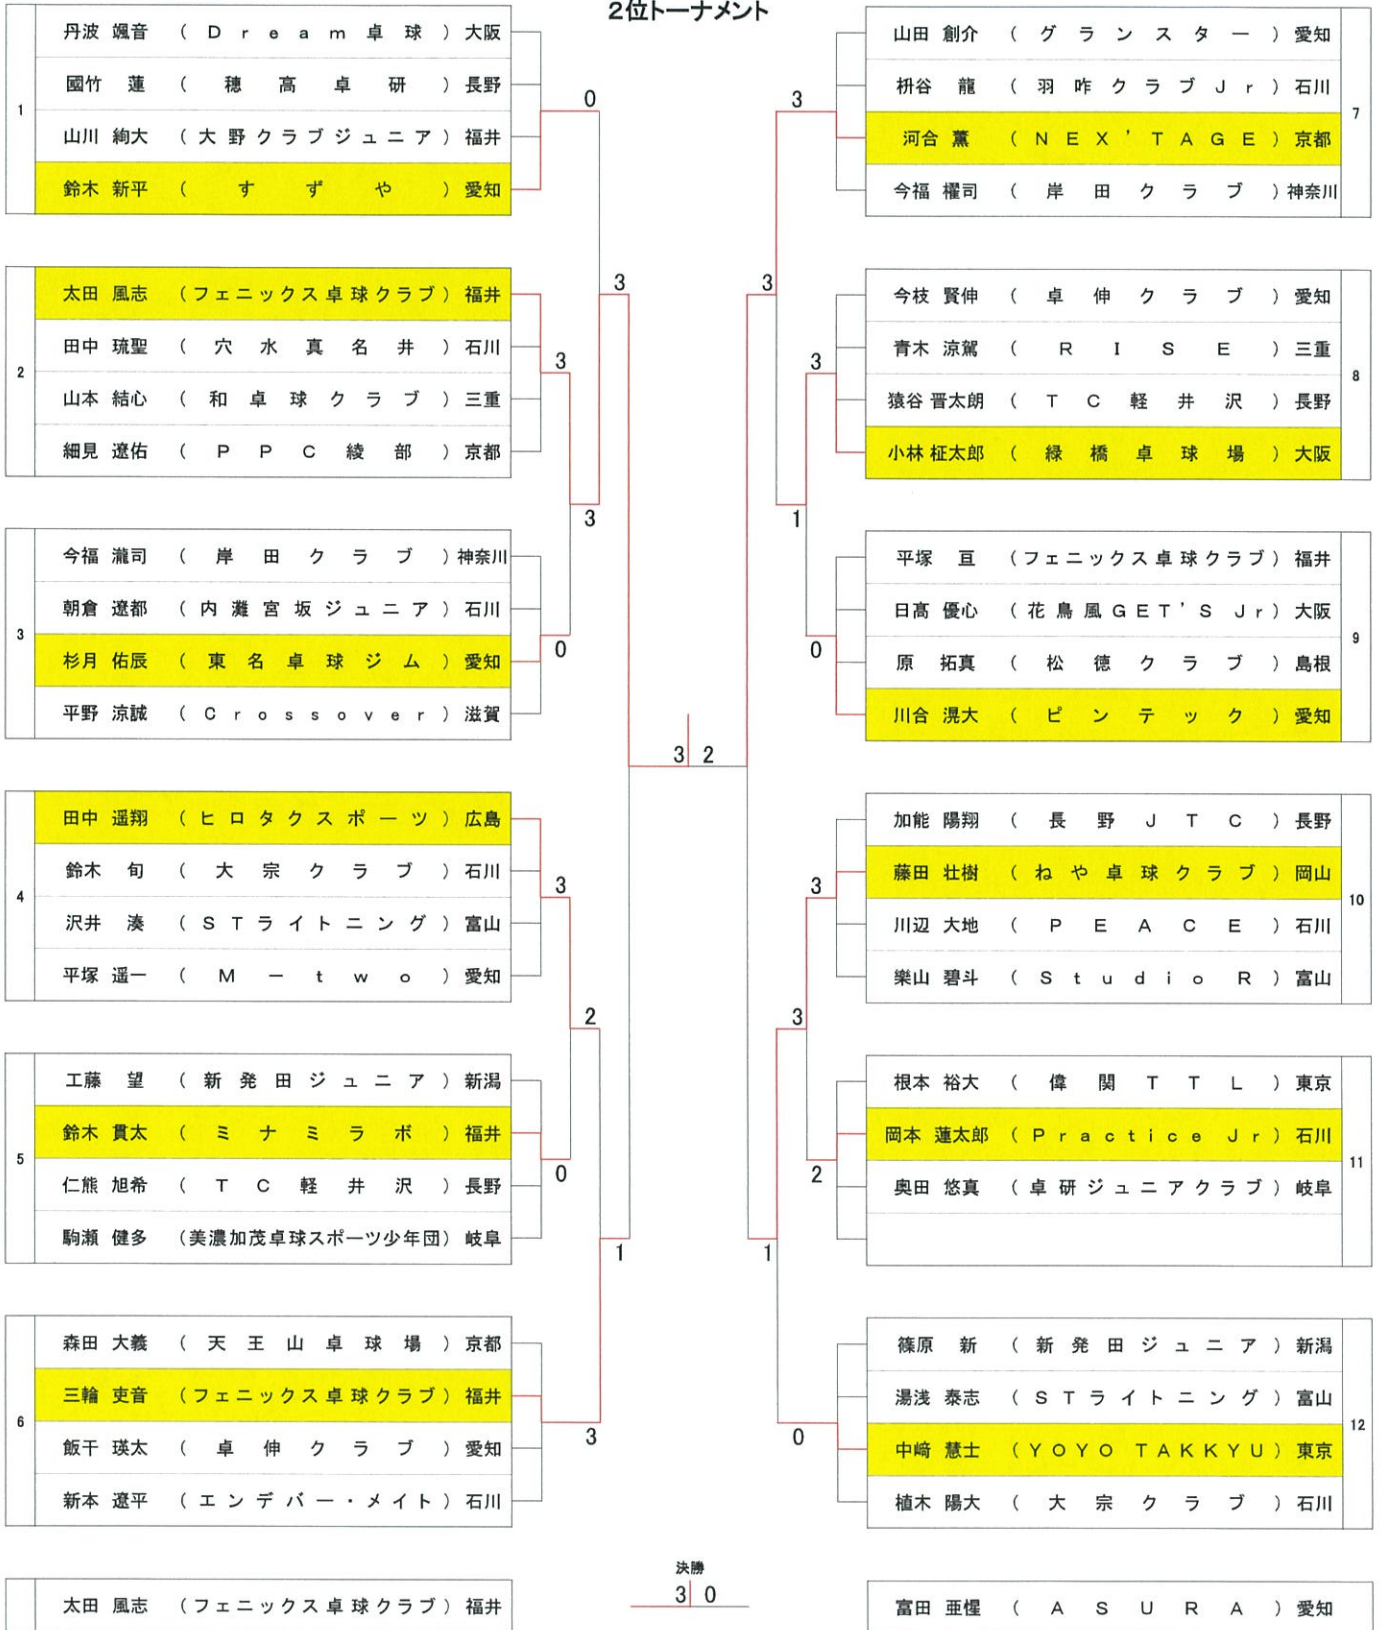 2位トーナメント
1
丹波 颯音 (Dream卓球) 大阪
國竹 蓮 (穂高卓研) 長野
山川 絢大 (大野クラブジュニア) 福井
鈴木 新平 (すずや) 愛知
0
2
太田 風志 (フェニックス卓球クラブ) 福井
田中 琉聖 (穴水真名井) 石川
山本 結心 (和卓球クラブ) 三重
細見 遼佑 (PPC綾部) 京都
3
3
3
3
今福 瀧司 (岸田クラブ) 神奈川
朝倉 遼都 (内灘宮坂ジュニア) 石川
杉月 佑辰 (東名卓球ジム) 愛知
平野 涼誠 (Crossover) 滋賀
0
4
田中 遥翔 (ヒロタクスポーツ) 広島
鈴木 旬 (大宗クラブ) 石川
沢井 湊 (STライトニング) 富山
平塚 遥一 (M-two) 愛知
3
2
5
工藤 望 (新発田ジュニア) 新潟
鈴木 貫太 (ミナミラボ) 福井
仁熊 旭希 (TC軽井沢) 長野
駒瀬 健多 (美濃加茂卓球スポーツ少年団) 岐阜
0
1
6
森田 大義 (天王山卓球場) 京都
三輪 吏音 (フェニックス卓球クラブ) 福井
飯干 瑛太 (卓伸クラブ) 愛知
新本 遼平 (エンデバー・メイト) 石川
3
3 2
7
山田 創介 (グランスター) 愛知
枡谷 龍 (羽咋クラブJr) 石川
河合 薫 (NEX'TAGE) 京都
今福 櫂司 (岸田クラブ) 神奈川
3
3
8
今枝 賢伸 (卓伸クラブ) 愛知
青木 涼駕 (RISE) 三重
猿谷 晋太朗 (TC軽井沢) 長野
小林 柾太郎 (緑橋卓球場) 大阪
3
1
9
平塚 亘 (フェニックス卓球クラブ) 福井
日髙 優心 (花鳥風GET'S Jr) 大阪
原 拓真 (松徳クラブ) 島根
川合 滉大 (ピンテック) 愛知
0
10
加能 陽翔 (長野JTC) 長野
藤田 壮樹 (ねや卓球クラブ) 岡山
川辺 大地 (PEACE) 石川
樂山 碧斗 (Studio R) 富山
3
3
11
根本 裕大 (偉関TTL) 東京
岡本 蓮太郎 (Practice Jr) 石川
奥田 悠真 (卓研ジュニアクラブ) 岐阜
2
1
12
篠原 新 (新発田ジュニア) 新潟
湯浅 泰志 (STライトニング) 富山
中﨑 慧士 (YOYO TAKKYU) 東京
植木 陽大 (大宗クラブ) 石川
0
決勝
太田 風志 (フェニックス卓球クラブ) 福井
3 0
富田 亜惺 (ASURA) 愛知